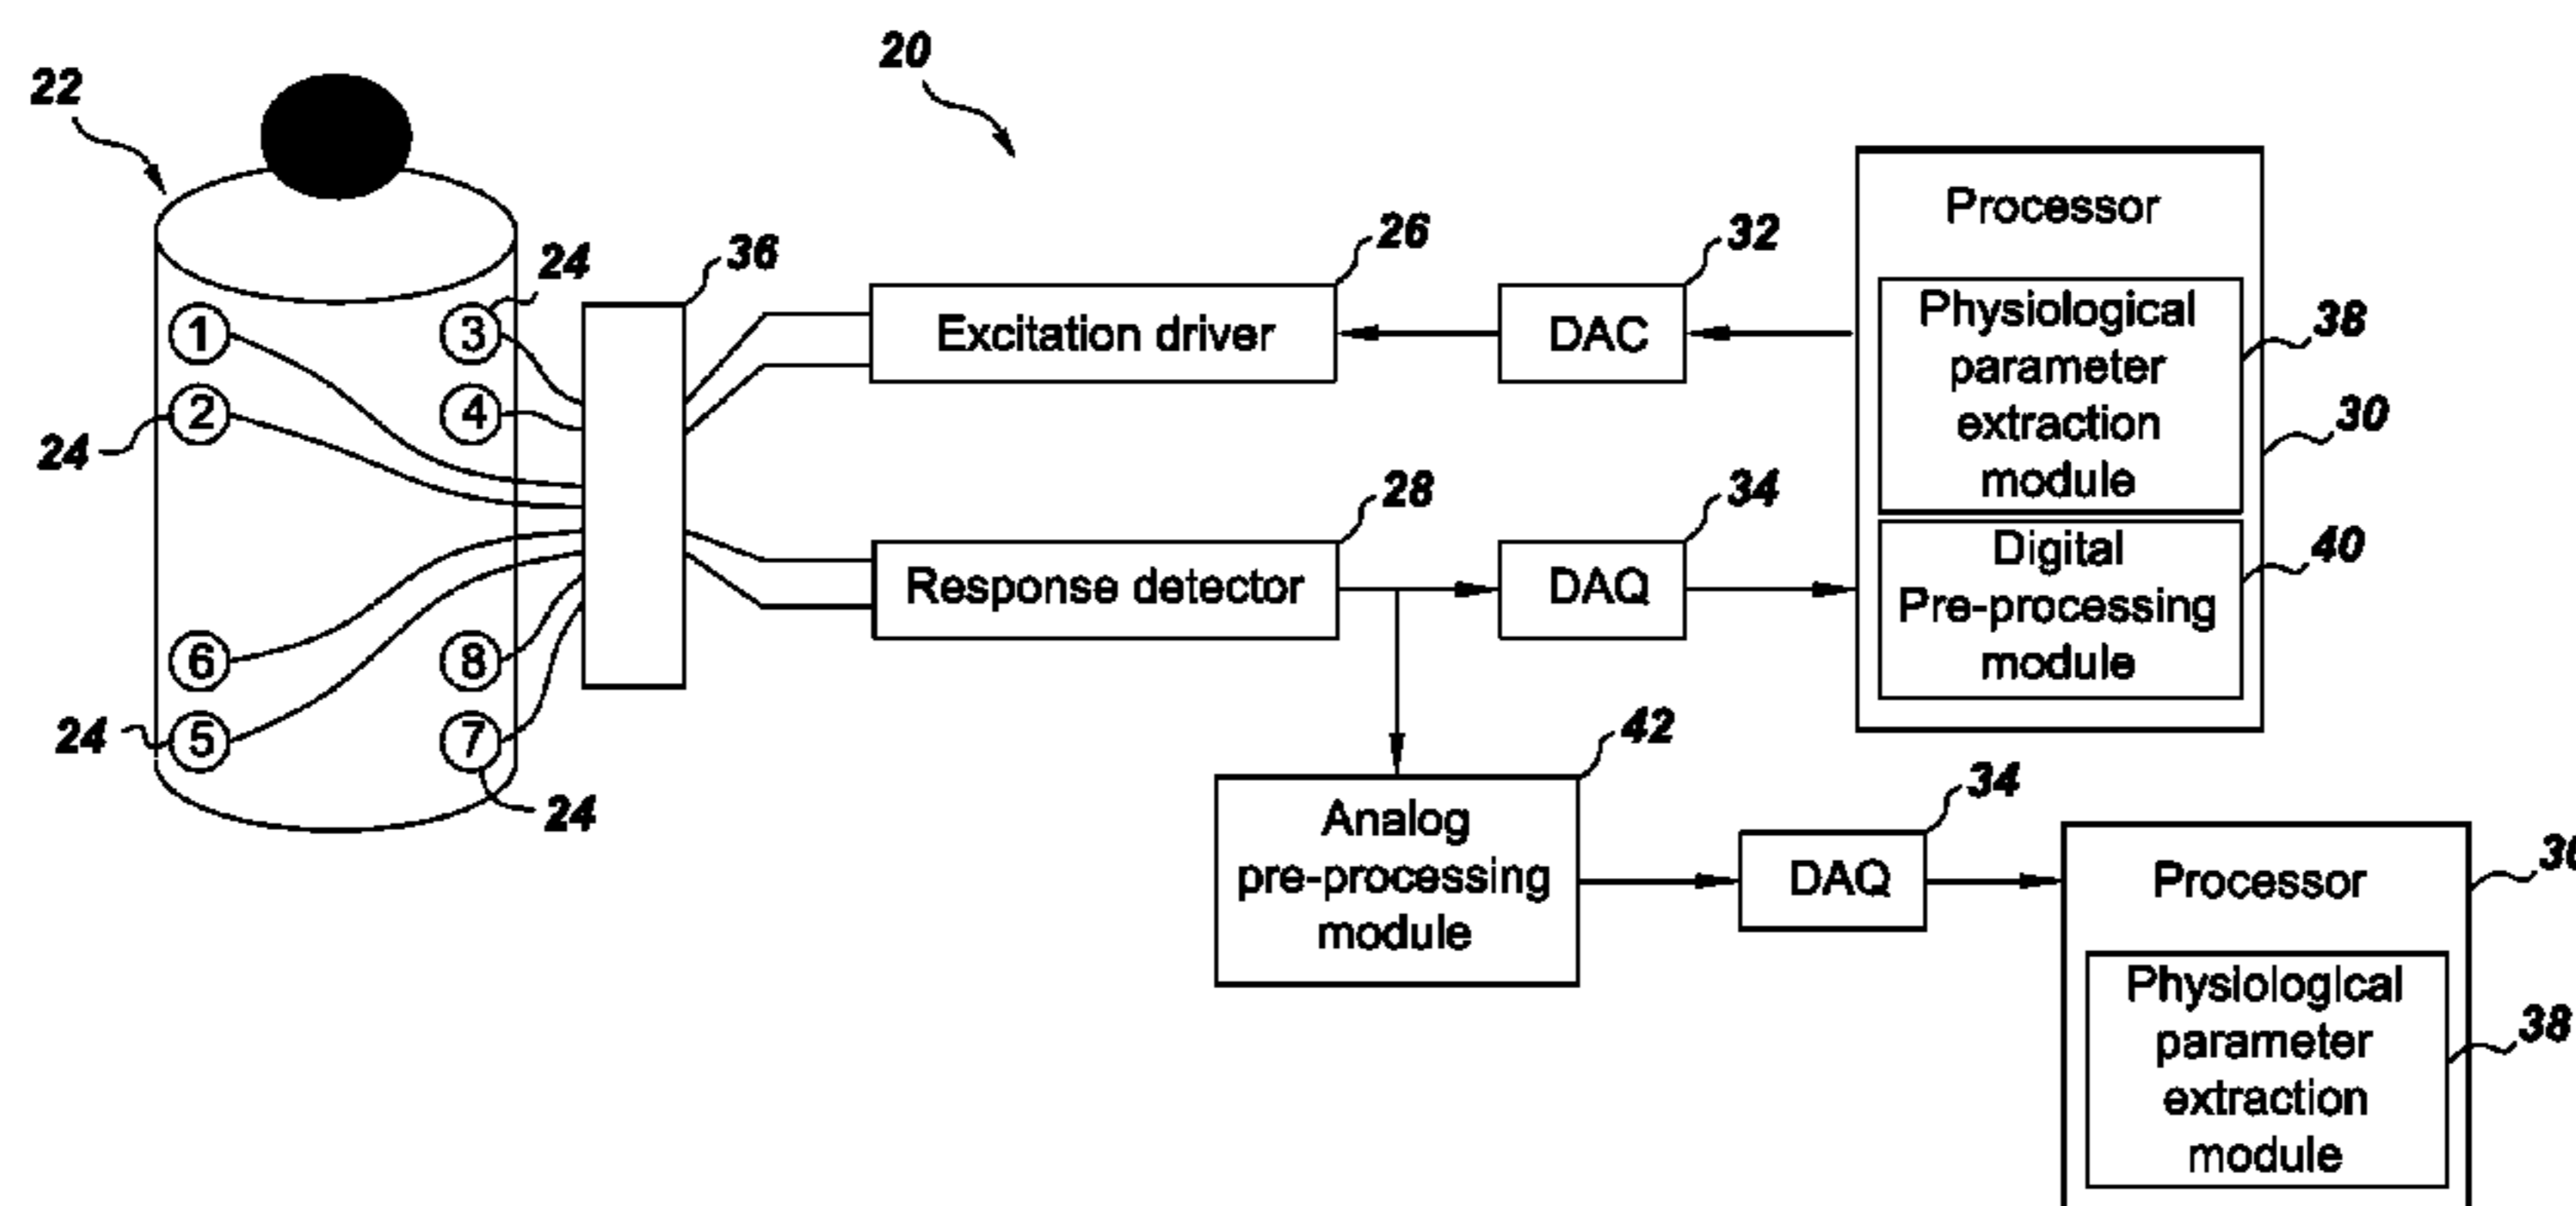 20
22
26
32
Processor
24
36
1
3
Excitation driver
DAC
Physiological
parameter
extraction
module
38
2
4
24
30
28
34
Response detector
DAQ
Digital
Pre-processing
module
40
6
8
24
5
7
24
42
Analog
pre-processing
module
34
DAQ
Processor
Physiological
parameter
extraction
module
38